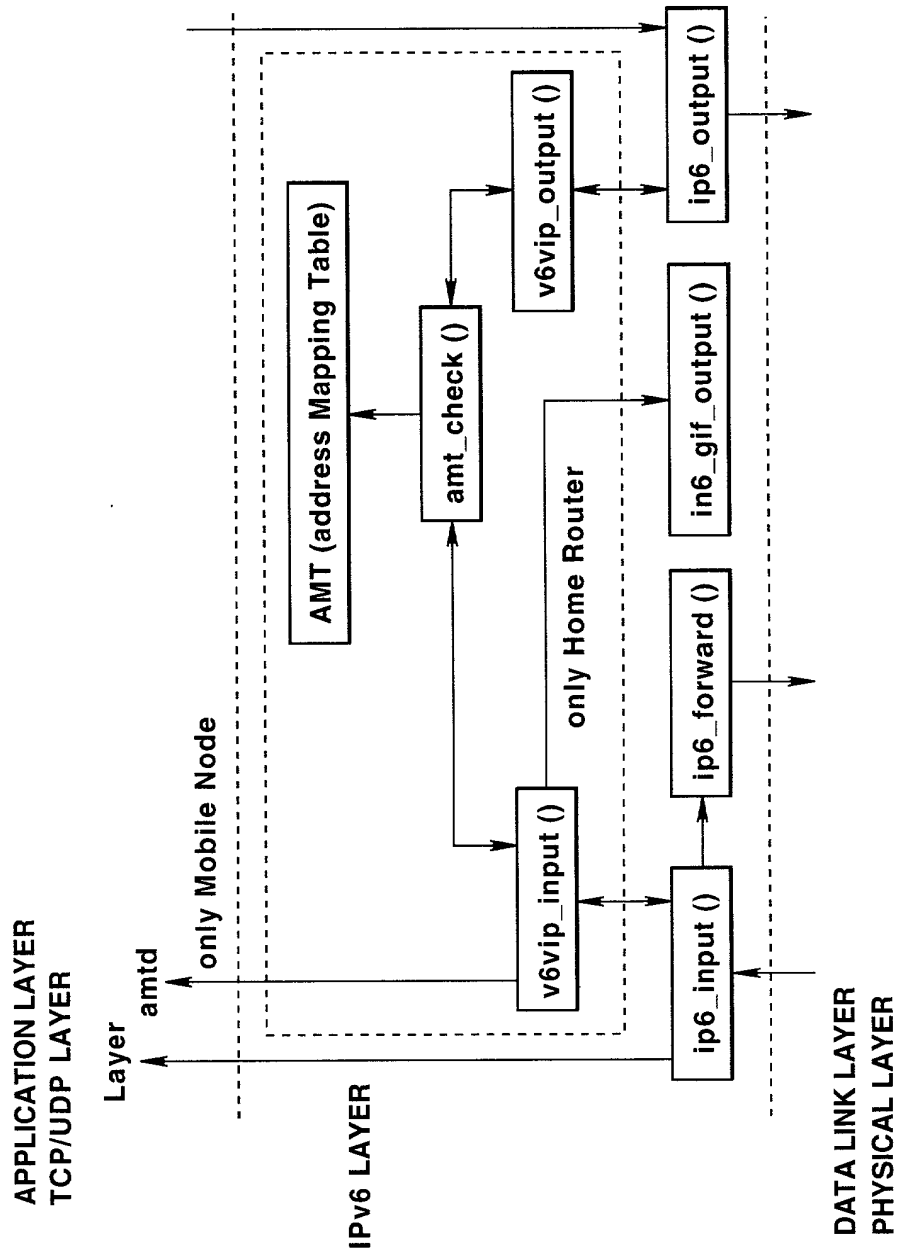 APPLICATION LAYER
TCP/UDP LAYER
Layer
amtd
only Mobile Node
IPv6 LAYER
AMT (address Mapping Table)
amt_check ()
v6vip_input ()
v6vip_output ()
only Home Router
ip6_input ()
ip6_forward ()
in6_gif_output ()
ip6_output ()
DATA LINK LAYER
PHYSICAL LAYER